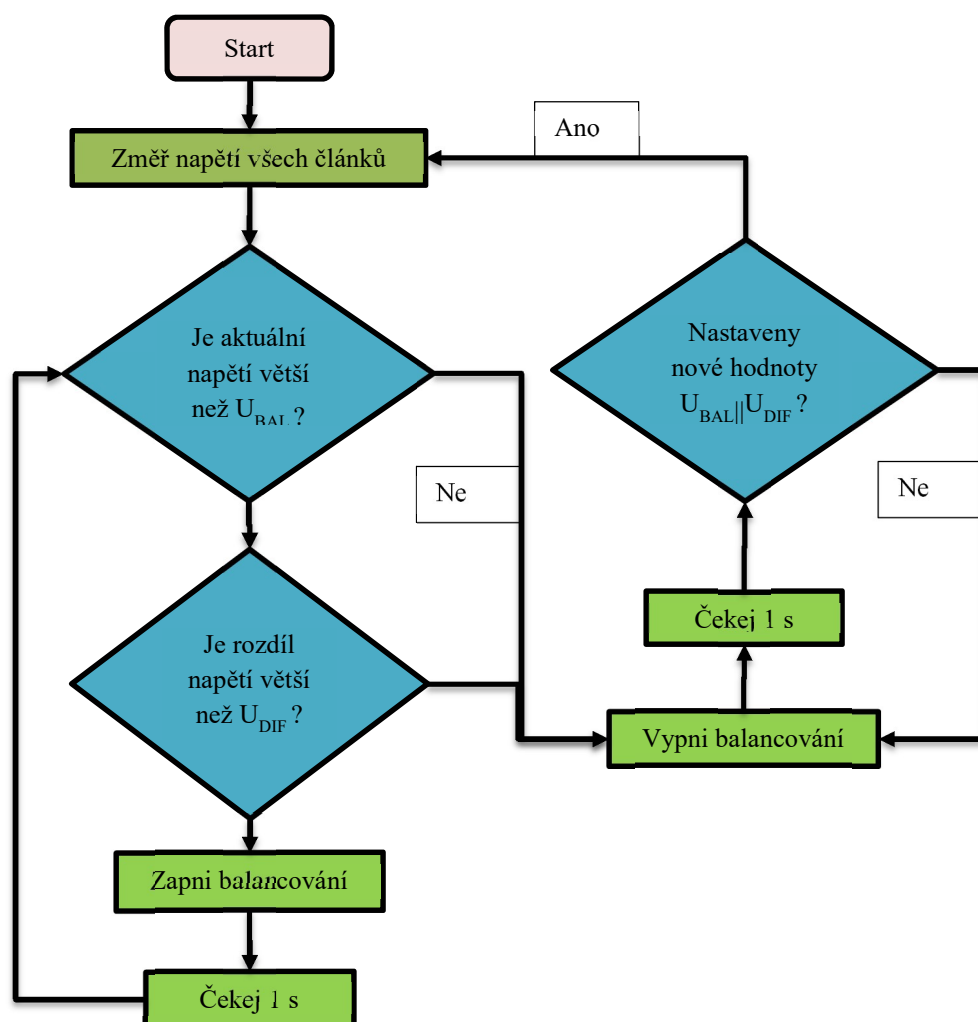 Start
Změř napětí všech článků
Ano
Je aktuální
napětí větší
než U_BAL ?
Nastaveny
nové hodnoty
U_BAL||U_DIF ?
Ne
Ne
Čekej 1 s
Je rozdíl
napětí větší
než U_DIF ?
Vypni balancování
Zapni balancování
Čekej 1 s